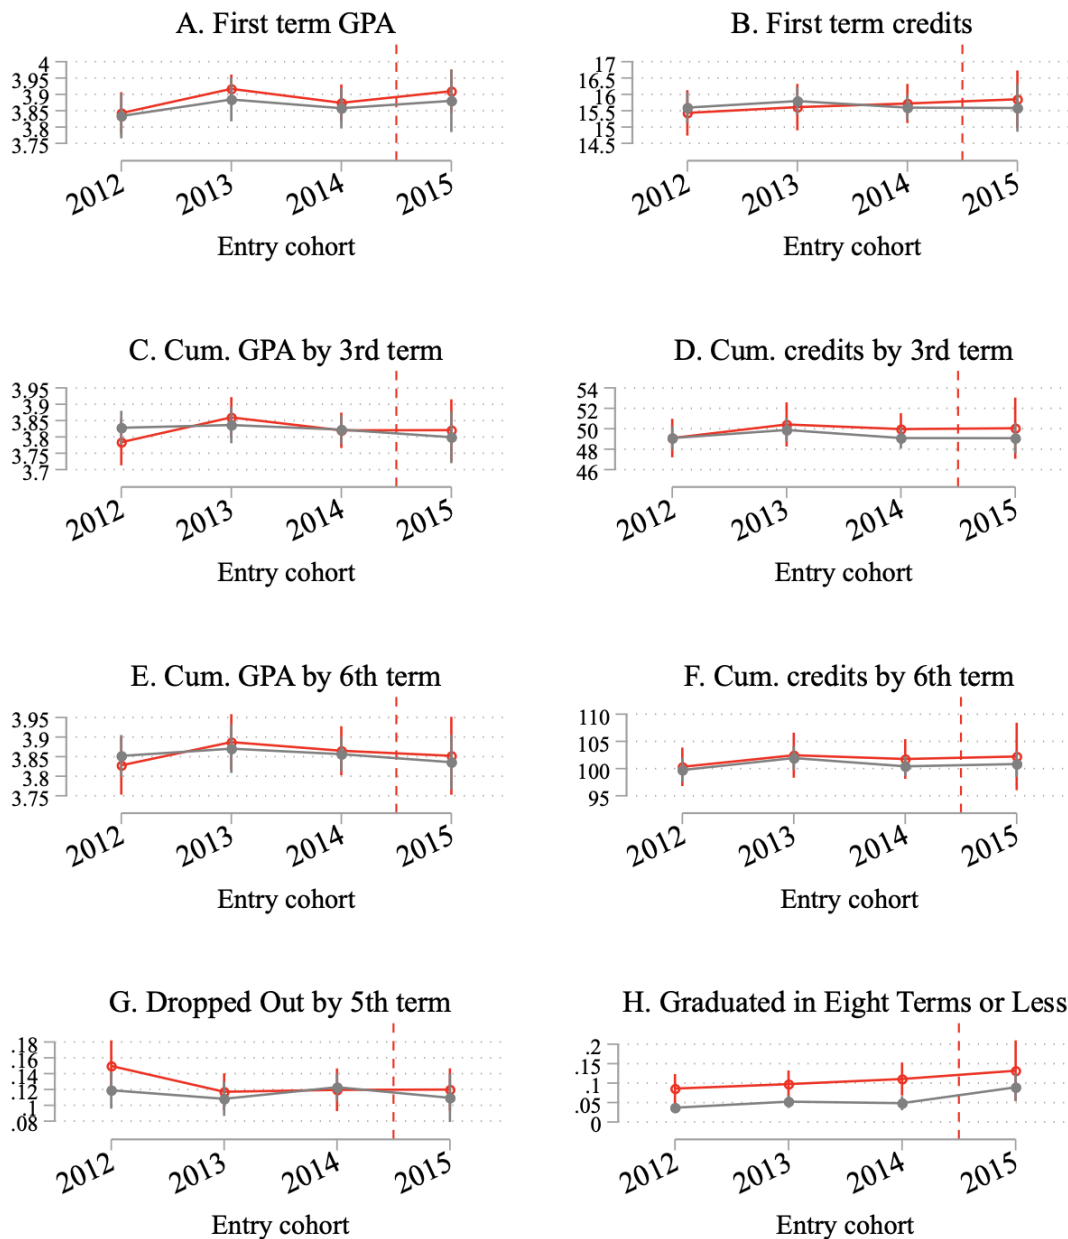 A. First term GPA
4
3.95
3.9
3.85
3.8
3.75
2012 2013 2014 2015
Entry cohort
B. First term credits
17
16.5
16
15.5
15
14.5
2012 2013 2014 2015
Entry cohort
C. Cum. GPA by 3rd term
3.95
3.9
3.85
3.8
3.75
3.7
2012 2013 2014 2015
Entry cohort
D. Cum. credits by 3rd term
54
52
50
48
46
2012 2013 2014 2015
Entry cohort
E. Cum. GPA by 6th term
3.95
3.9
3.85
3.8
3.75
2012 2013 2014 2015
Entry cohort
F. Cum. credits by 6th term
110
105
100
95
2012 2013 2014 2015
Entry cohort
G. Dropped Out by 5th term
.18
.16
.14
.12
.1
.08
2012 2013 2014 2015
Entry cohort
H. Graduated in Eight Terms or Less
.2
.15
.1
.05
0
2012 2013 2014 2015
Entry cohort